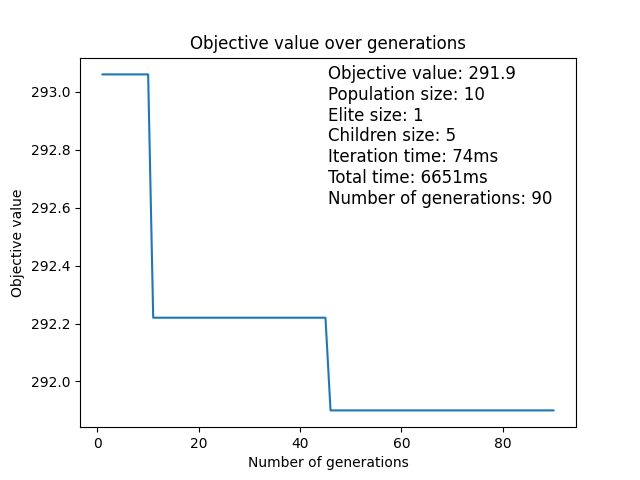 Objective value over generations
Objective value: 291.9
Population size: 10
Elite size: 1
Children size: 5
Iteration time: 74ms
Total time: 6651ms
Number of generations: 90
Objective value
293.0
292.8
292.6
292.4
292.2
292.0
0 20 40 60 80
Number of generations